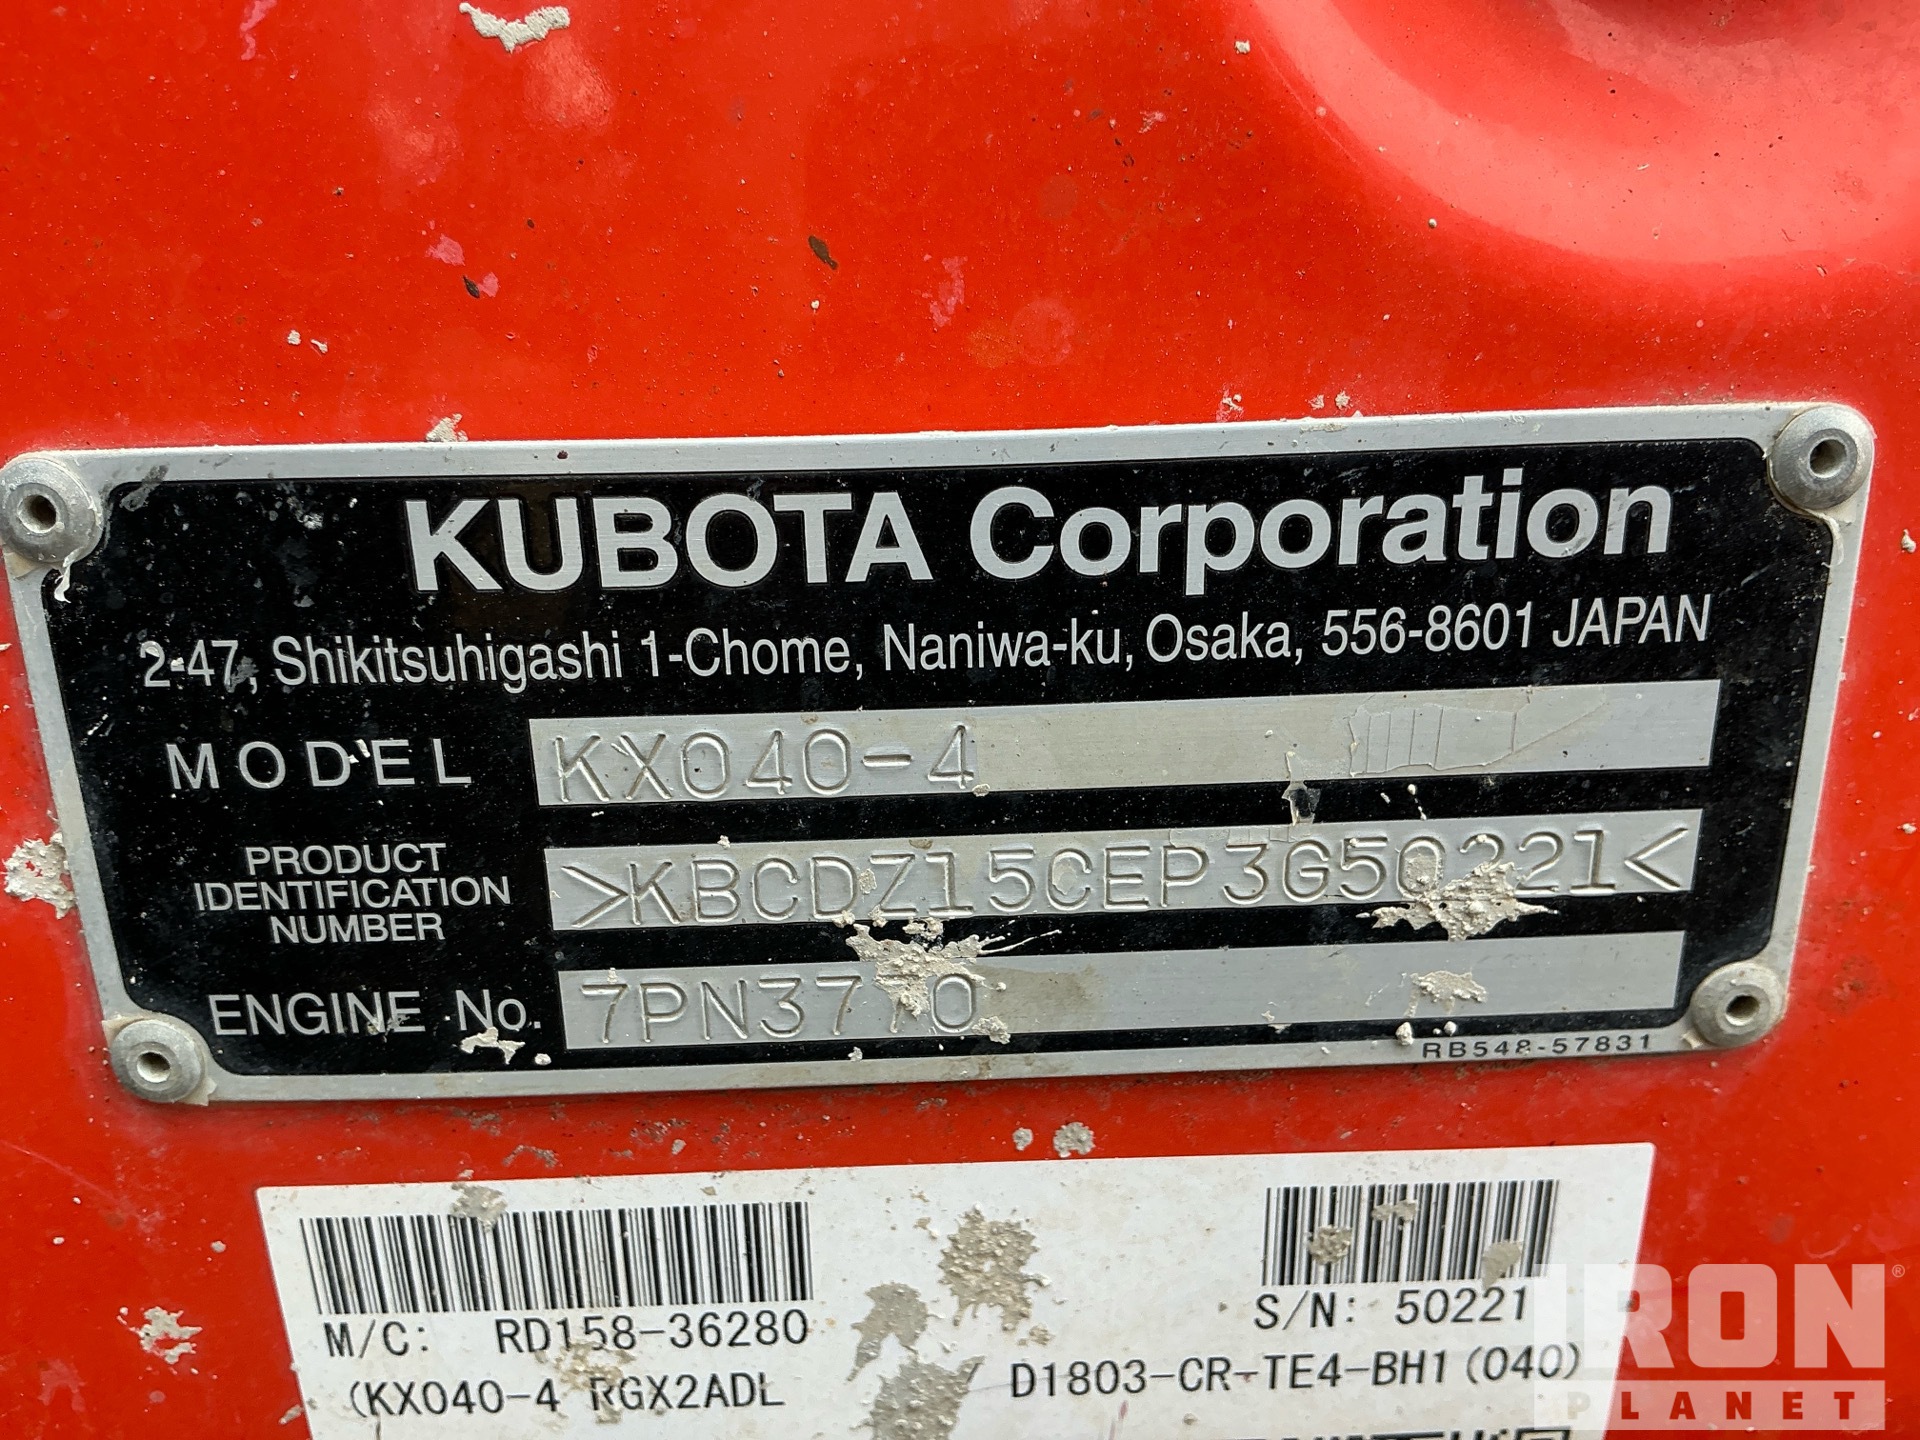 KUBOTA Corporation
2-47, Shikitsuhigashi 1-Chome, Naniwa-ku, Osaka, 556-8601 JAPAN
MODEL KX040-4
PRODUCT
IDENTIFICATION
NUMBER
>KBCDZ15CEP3G50221<
ENGINE No.
RB548-57831
M/C: RD158-36280
S/N: 50221
(KX040-4 RGX2ADL
D1803-CR-TE4-BH1(040)
IRON
PLANET
®